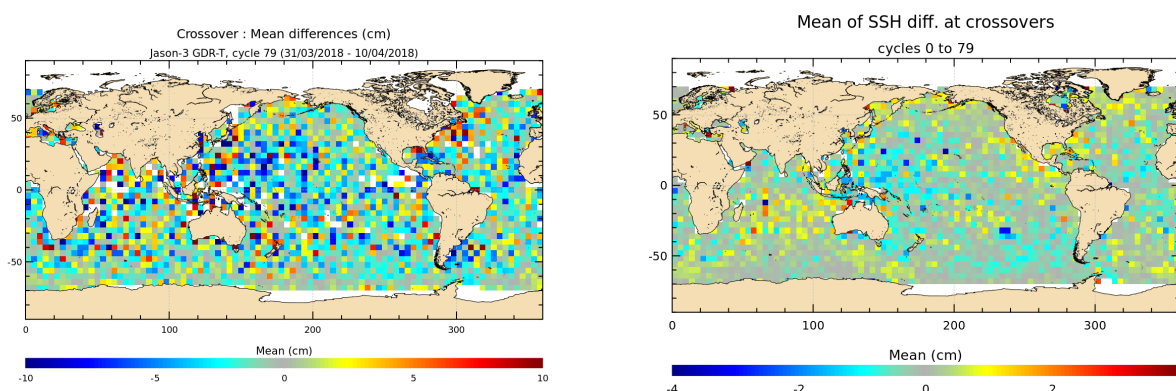 Crossover : Mean differences (cm)
Jason-3 GDR-T, cycle 79 (31/03/2018 - 10/04/2018)
50
0
-50
0 100 200 300
Mean (cm)
-10 -5 0 5 10
Mean of SSH diff. at crossovers
cycles 0 to 79
50
0
-50
0 100 200 300
Mean (cm)
-4 -2 0 2